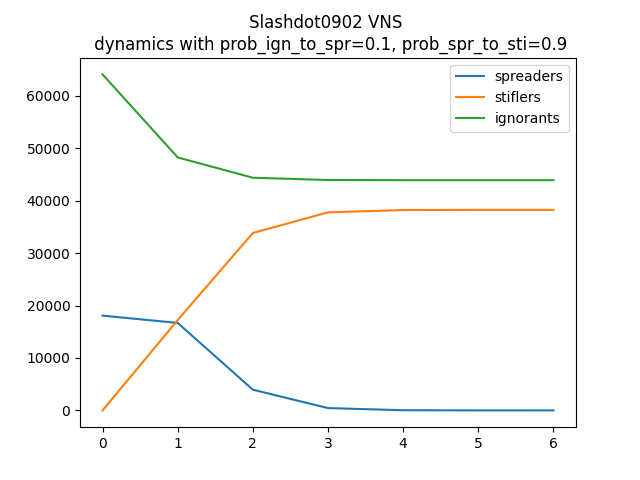 Slashdot0902 VNS
dynamics with prob_ign_to_spr=0.1, prob_spr_to_sti=0.9
spreaders
stiflers
ignorants
60000
50000
40000
30000
20000
10000
0
0 1 2 3 4 5 6